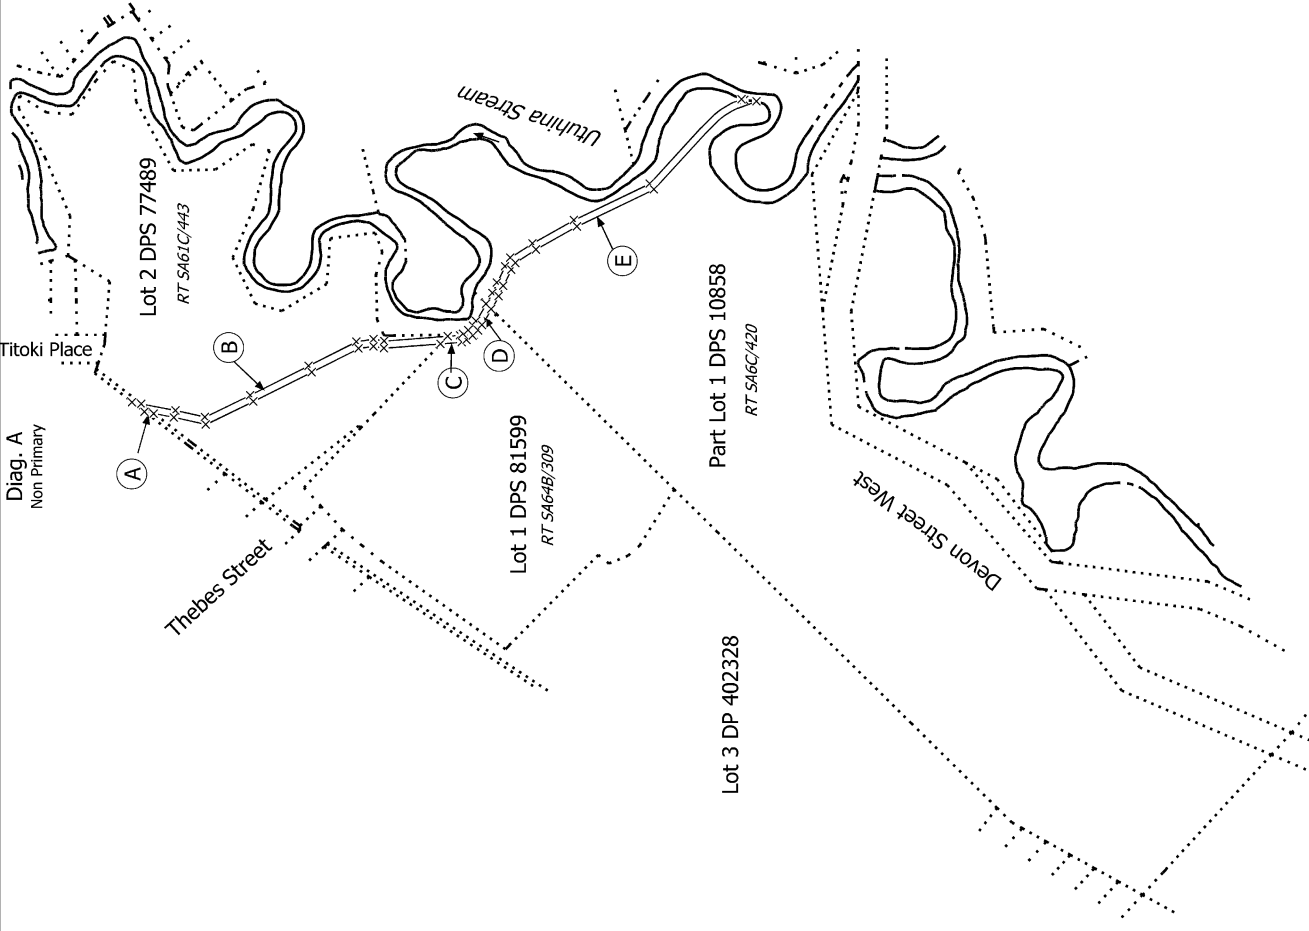 Diag. A
Non Primary
Titoki Place
Lot 2 DPS 77489
RT SA61C/443
Utuhina Stream
A
B
C
D
E
Thebes Street
Lot 1 DPS 81599
RT SA64B/309
Part Lot 1 DPS 10858
RT SA6C/420
Devon Street West
Lot 3 DP 402328